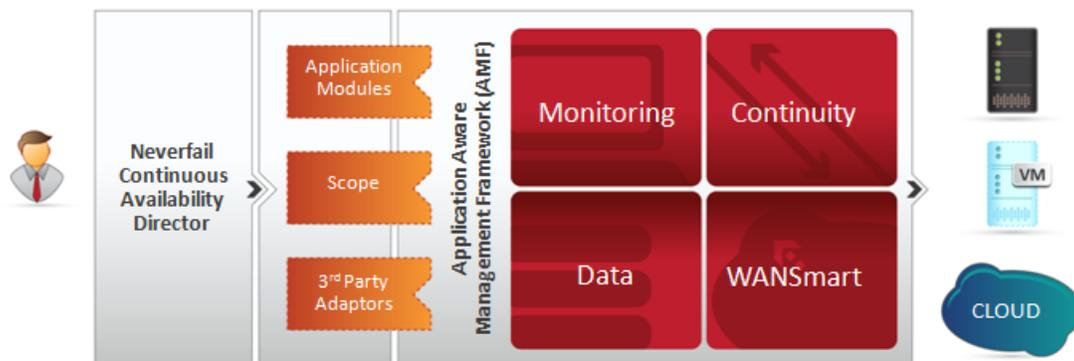 Neverfail
Continuous
Availability
Director
Application
Modules
Scope
3rd Party
Adaptors
Application Aware
Management Framework (AMF)
Monitoring
Continuity
Data
WANSmart
VM
CLOUD